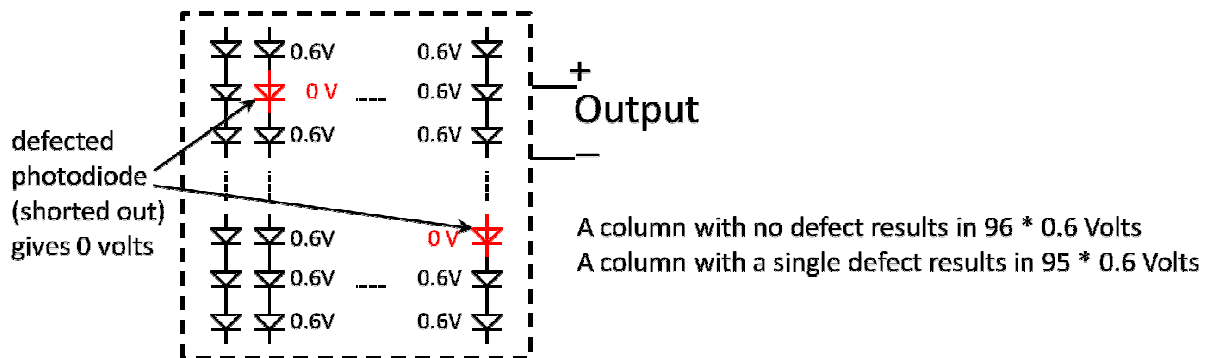 0.6V 0.6V
0 V 0.6V
0.6V 0.6V
+
Output
–
defected
photodiode
(shorted out)
gives 0 volts
0.6V 0 V
0.6V 0.6V
0.6V 0.6V
A column with no defect results in 96 * 0.6 Volts
A column with a single defect results in 95 * 0.6 Volts